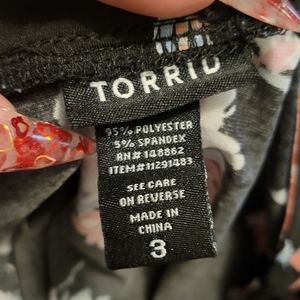 TORRID
95% POLYESTER
5% SPANDEX
RN# 148862
ITEM# 11291483
SEE CARE
ON REVERSE
MADE IN
CHINA
3